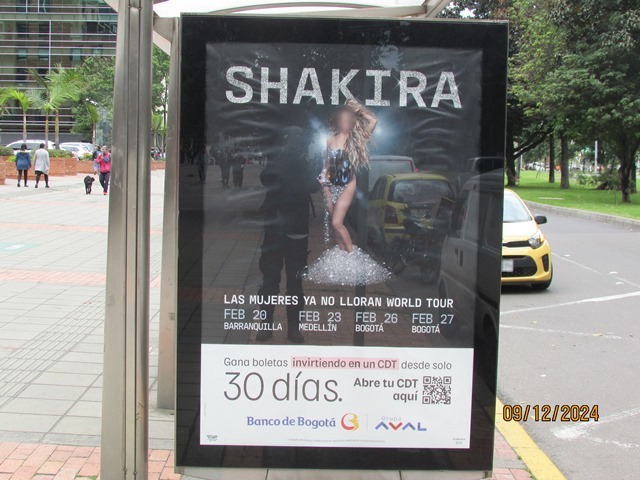 SHAKIRA
LAS MUJERES YA NO LLORAN WORLD TOUR
FEB 20 FEB 23 FEB 26 FEB 27
BARRANQUILLA MEDELLÍN BOGOTÁ BOGOTÁ
Gana boletas invirtiendo en un CDT desde solo
30 días. Abre tu CDT
aquí
Banco de Bogotá Grupo
AVAL
09/12/2024